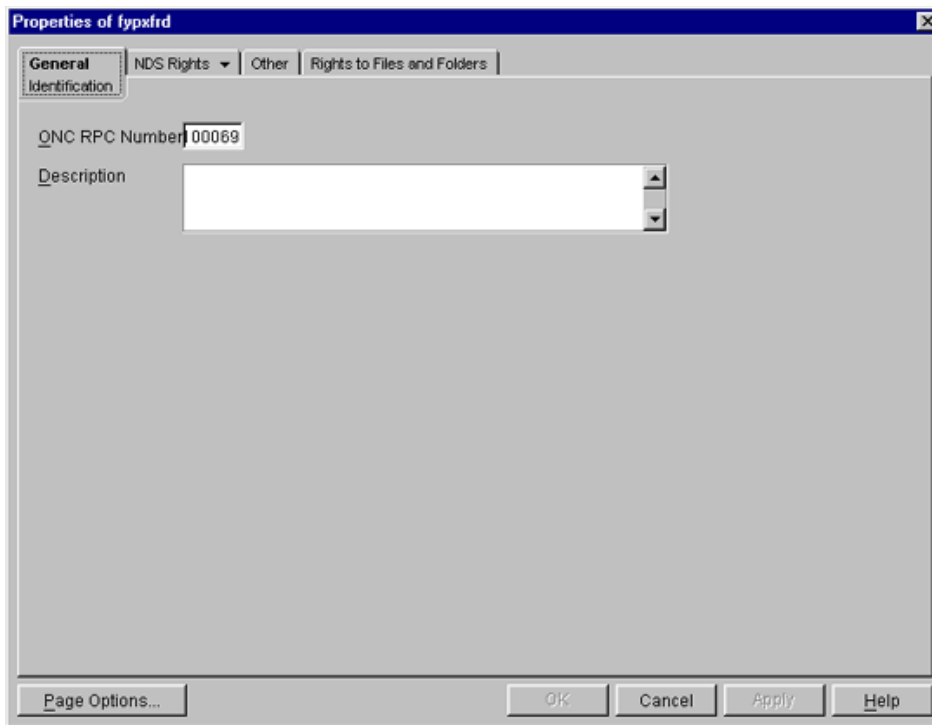 Properties of fypxfrd
General NDS Rights Other Rights to Files and Folders
Identification
ONC RPC Number 100069
Description
Page Options... OK Cancel Apply Help